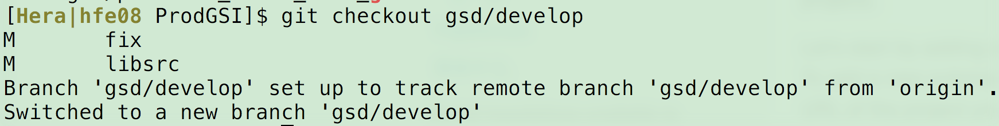 [Hera|hfe08 ProdGSI]$ git checkout gsd/develop
M       fix
M       libsrc
Branch 'gsd/develop' set up to track remote branch 'gsd/develop' from 'origin'.
Switched to a new branch 'gsd/develop'